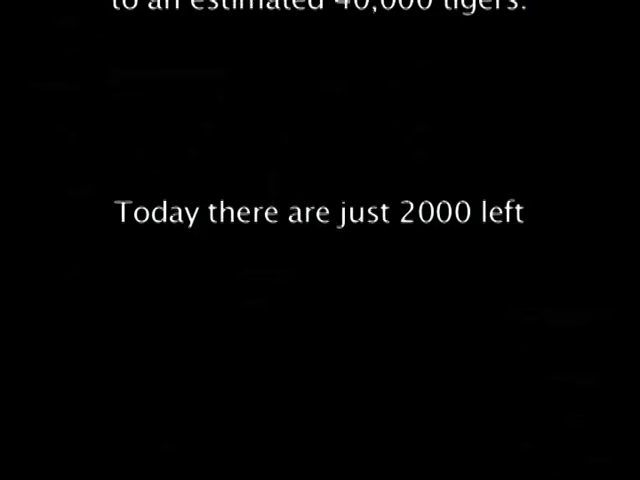 to an estimated 40,000 tigers.
Today there are just 2000 left